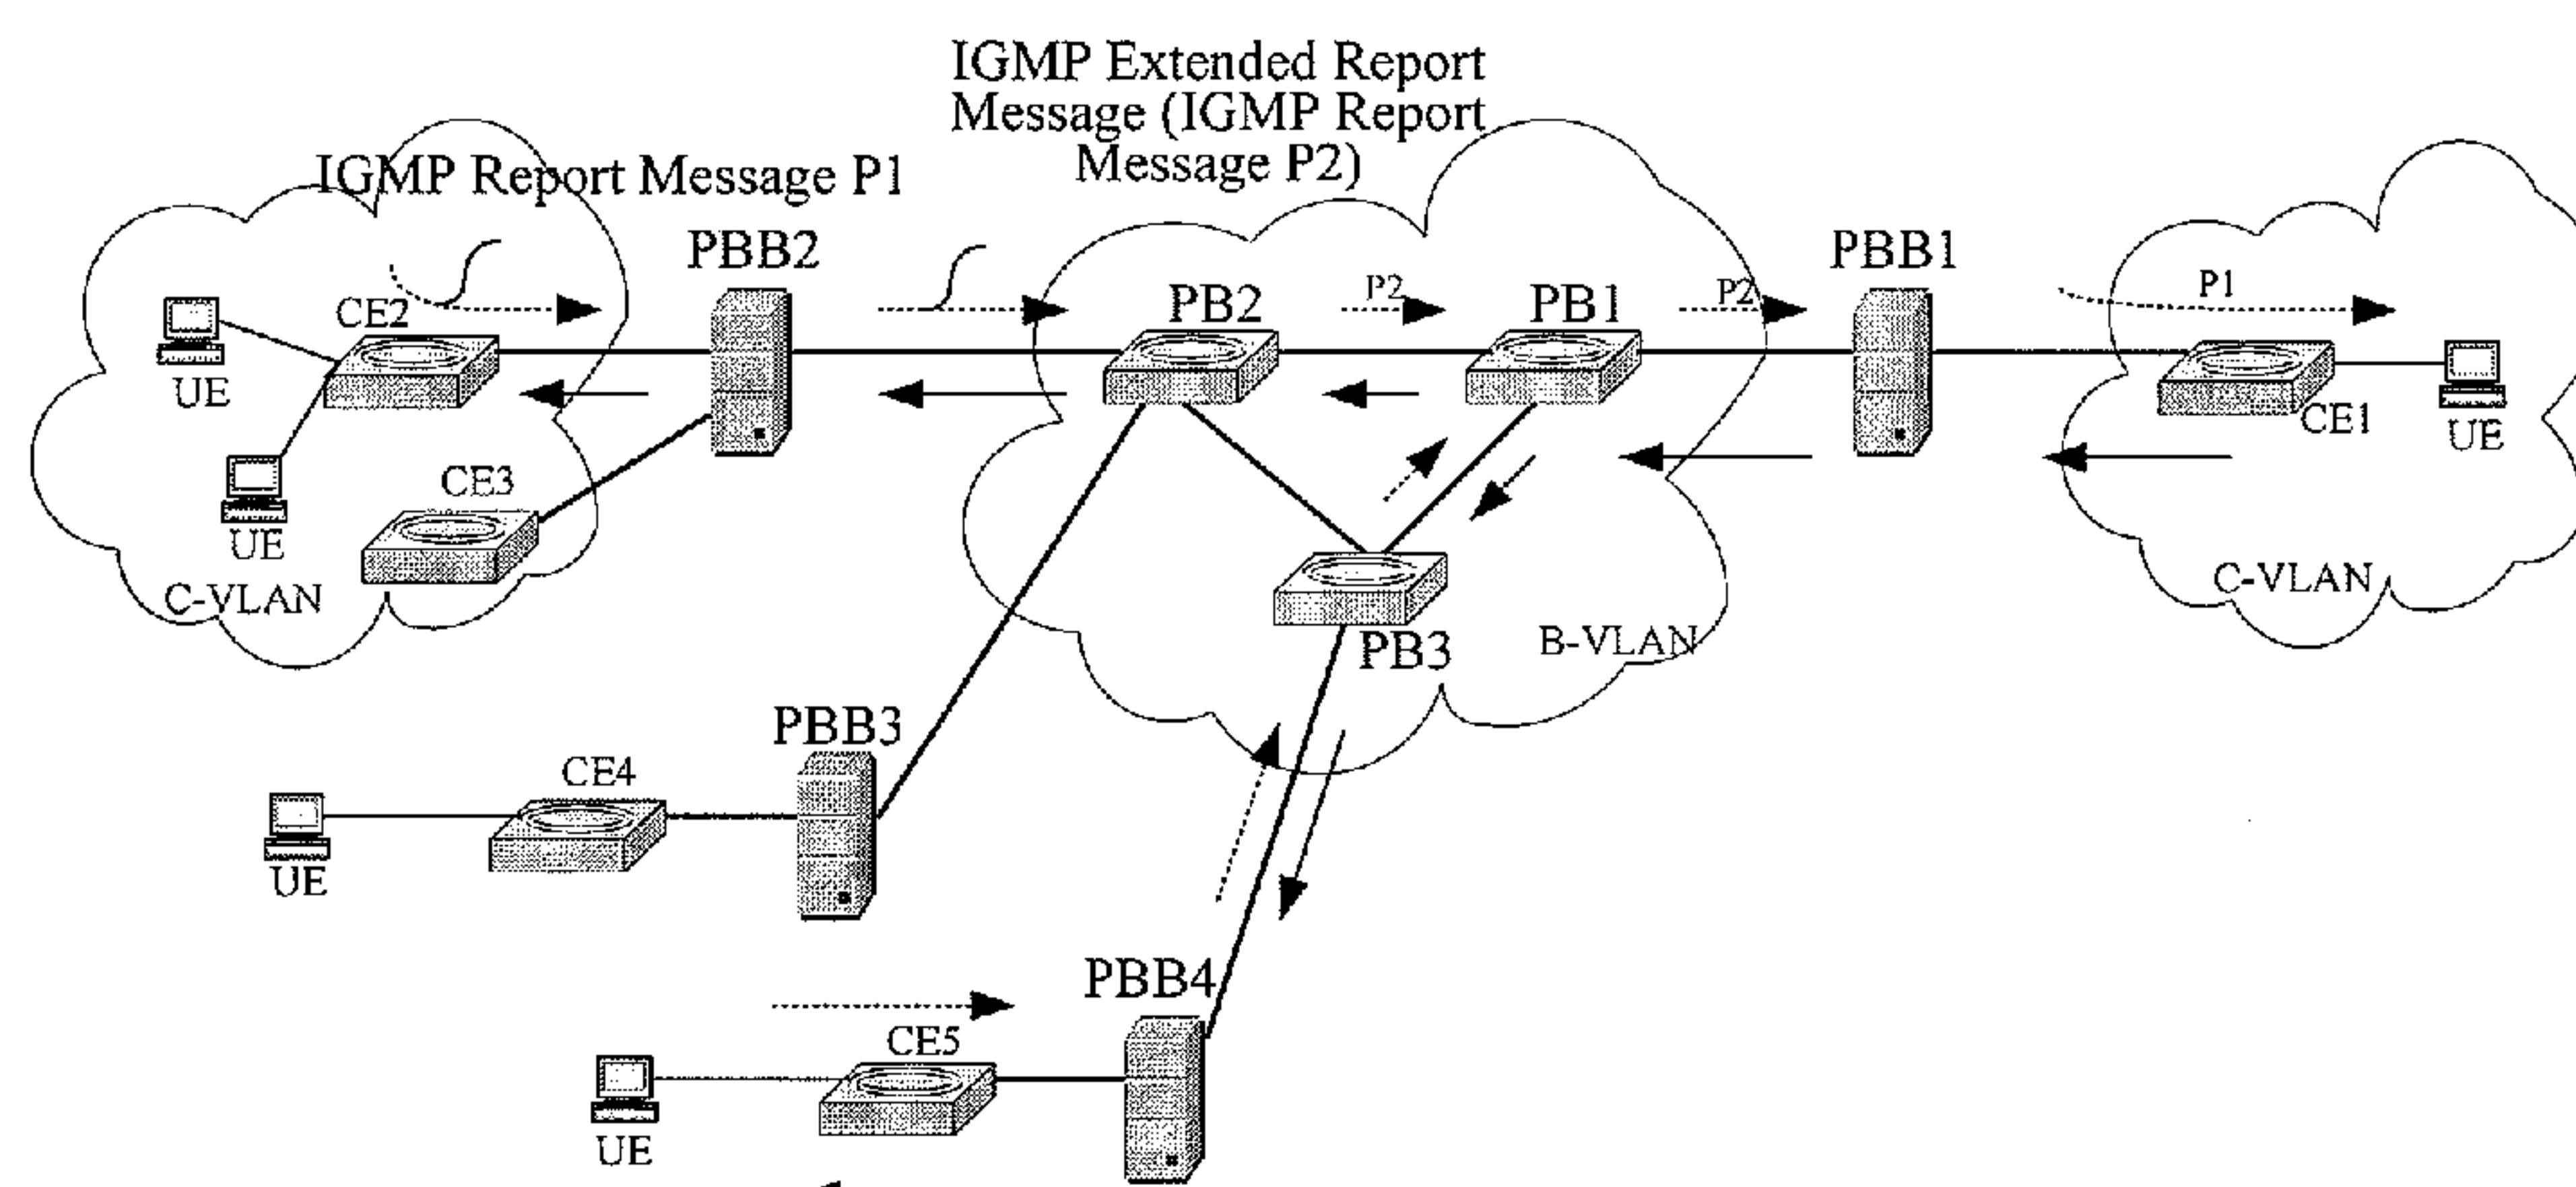 IGMP Extended Report
Message (IGMP Report
Message P2)
IGMP Report Message P1
PBB2
PBB1
P2
P2
P1
CE2
PB2
PB1
UE
CE1
UE
CE3
UE
C-VLAN
C-VLAN
PB3
B-VLAN
PBB3
CE4
UE
PBB4
CE5
UE